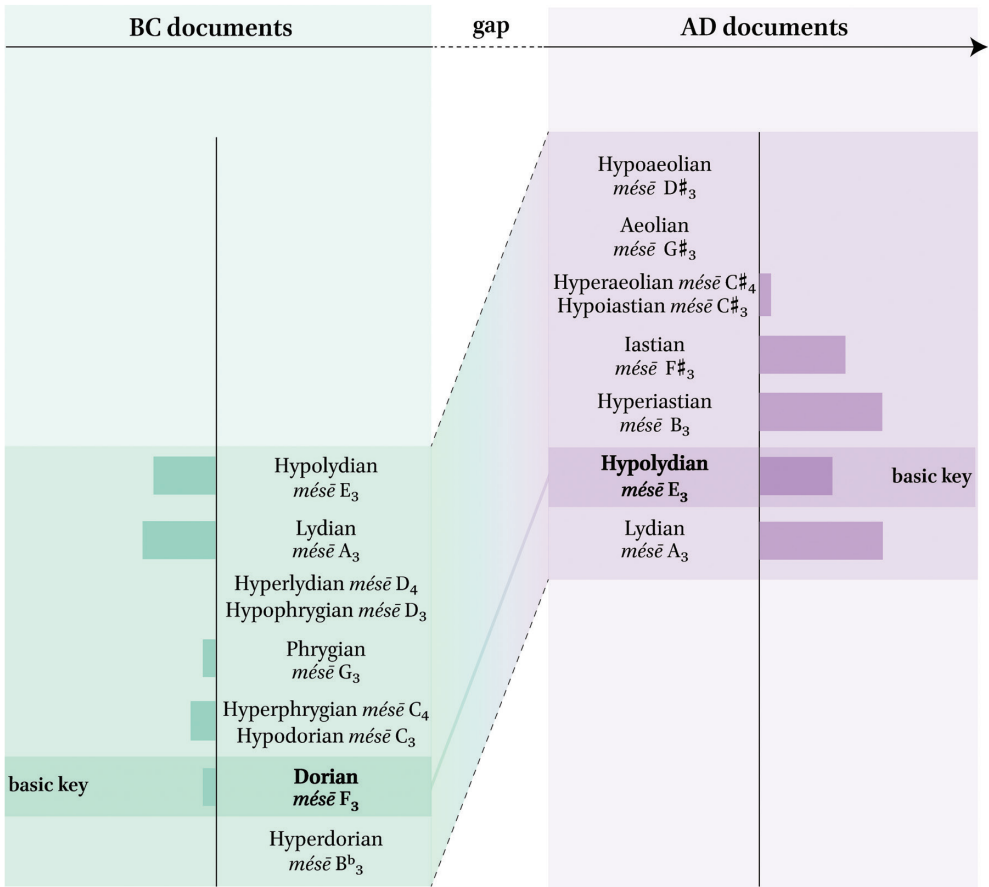 BC documents
gap
AD documents
Hypolydian
mésē E₃
Lydian
mésē A₃
Hyperlydian mésē D₄
Hypophrygian mésē D₃
Phrygian
mésē G₃
Hyperphrygian mésē C₄
Hypodorian mésē C₃
basic key
Dorian
mésē F₃
Hyperdorian
mésē Bᵇ₃
Hypoaeolian
mésē D♯₃
Aeolian
mésē G♯₃
Hyperaeolian mésē C♯₄
Hypoiastian mésē C♯₃
Iastian
mésē F♯₃
Hyperiastian
mésē B₃
Hypolydian
mésē E₃
basic key
Lydian
mésē A₃